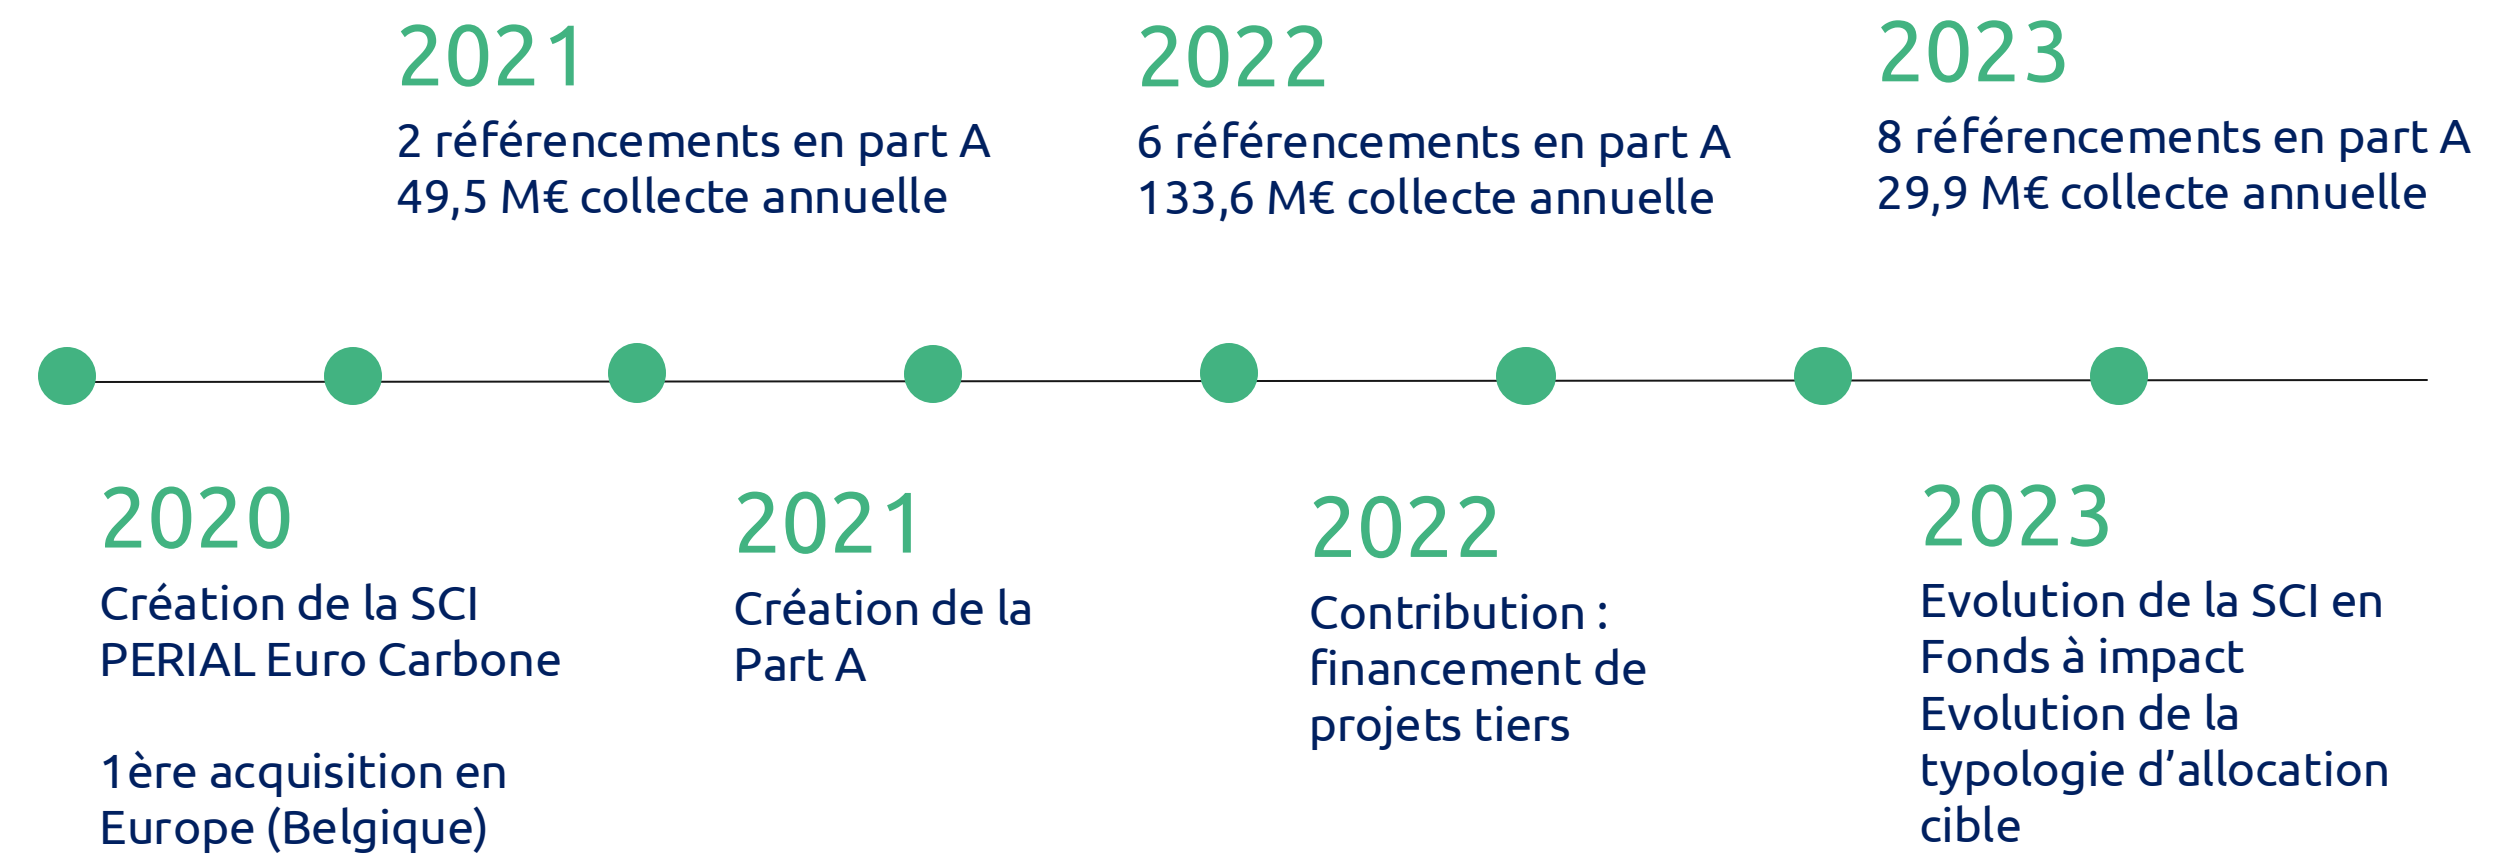 2021
2 référencements en part A
49,5 M€ collecte annuelle
2022
6 référencements en part A
133,6 M€ collecte annuelle
2023
8 référencements en part A
29,9 M€ collecte annuelle
2020
Création de la SCI
PERIAL Euro Carbone
1ère acquisition en
Europe (Belgique)
2021
Création de la
Part A
2022
Contribution :
financement de
projets tiers
2023
Evolution de la SCI en
Fonds à impact
Evolution de la
typologie d’allocation
cible